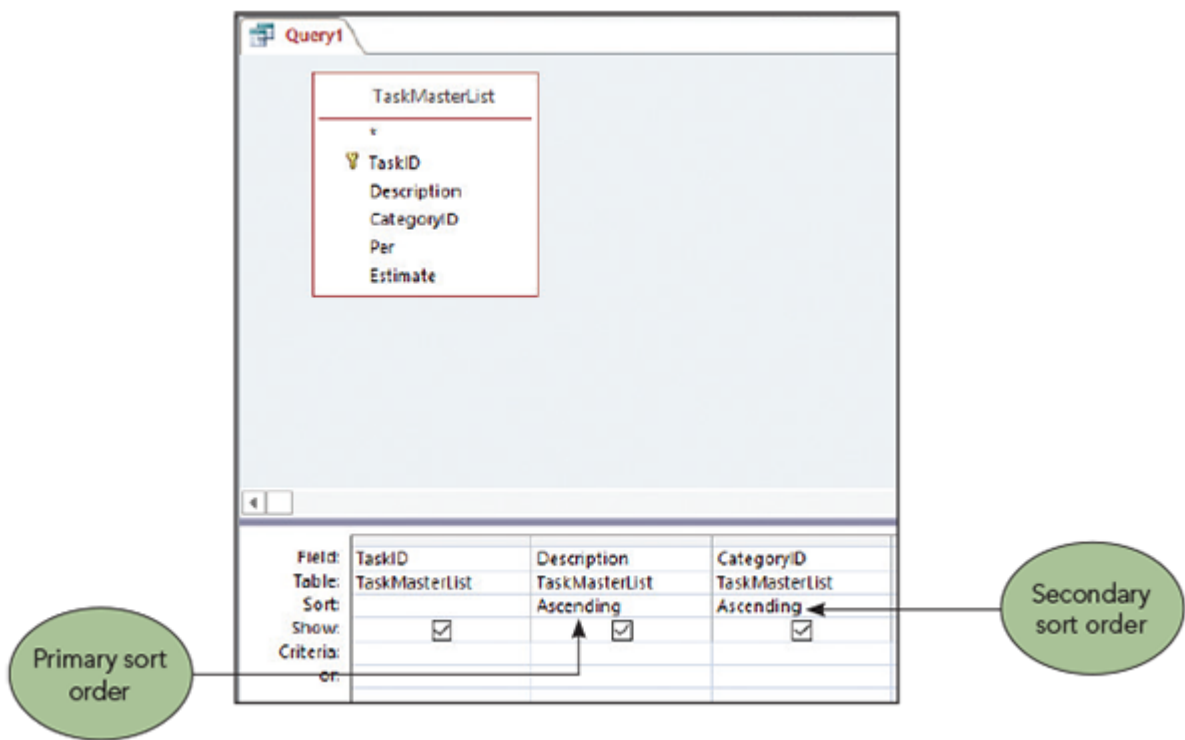 Query1
TaskMasterList
*
TaskID
Description
CategoryID
Per
Estimate
Field: TaskID Description CategoryID
Table: TaskMasterList TaskMasterList TaskMasterList
Sort: Ascending Ascending
Show:
Criteria:
or:
Primary sort
order
Secondary
sort order